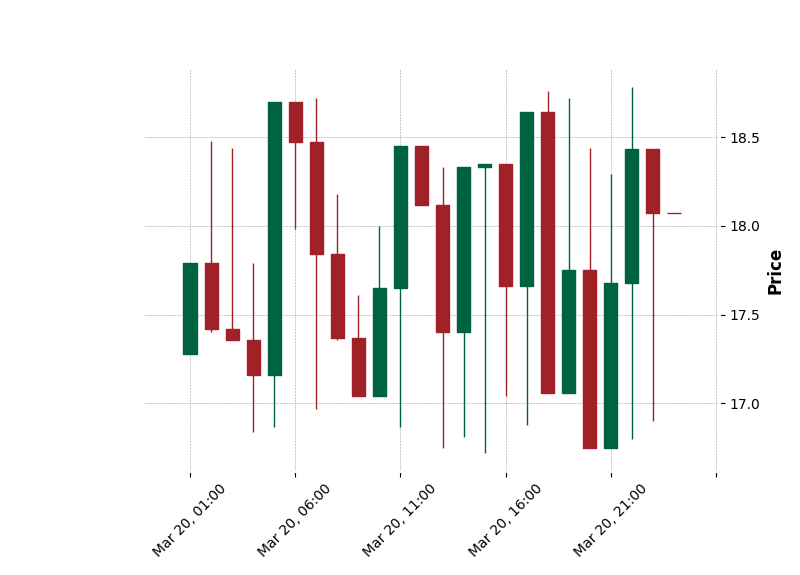 18.5
18.0
17.5
17.0
Price
Mar 20, 01:00
Mar 20, 06:00
Mar 20, 11:00
Mar 20, 16:00
Mar 20, 21:00